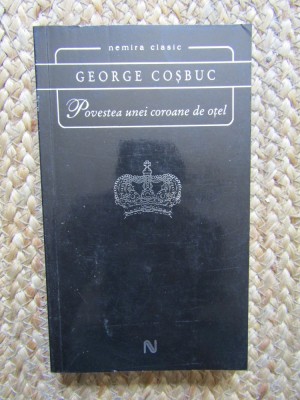 nemira clasic
GEORGE COŞBUC
Povestea unei coroane de oţel
N